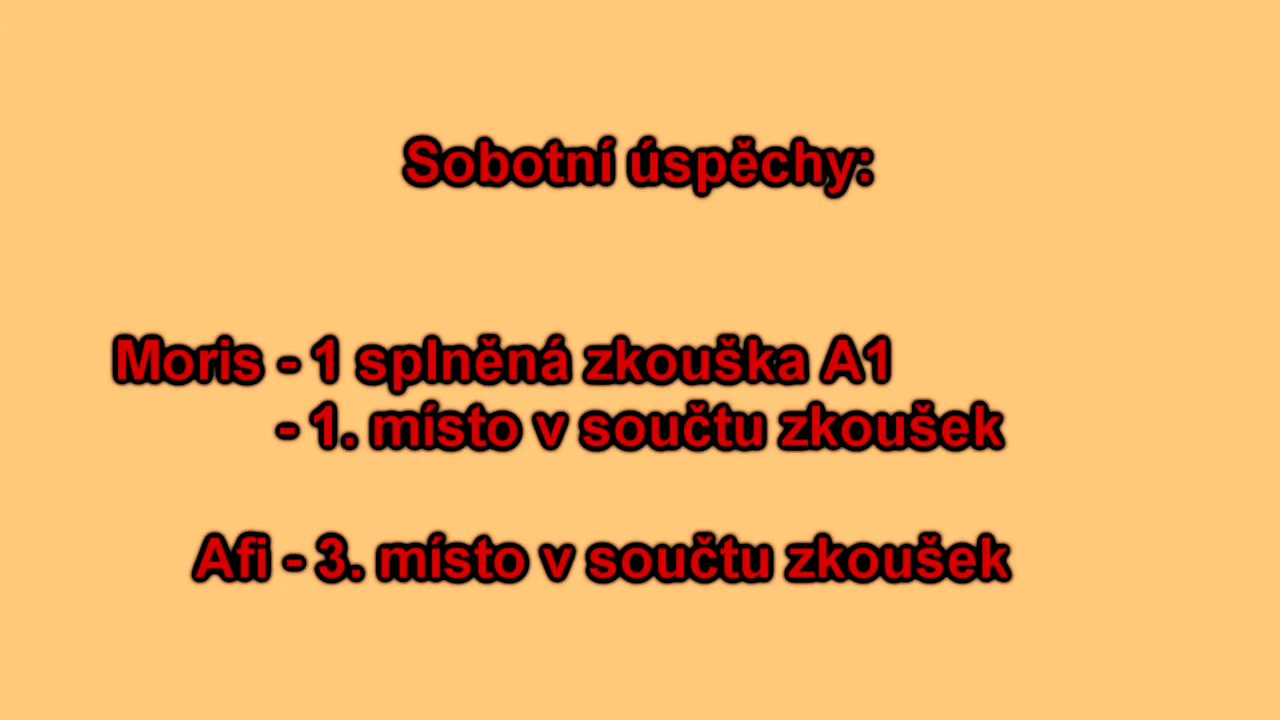 Sobotní úspěchy:
Moris - 1 splněná zkouška A1
- 1. místo v součtu zkoušek
Afi - 3. místo v součtu zkoušek